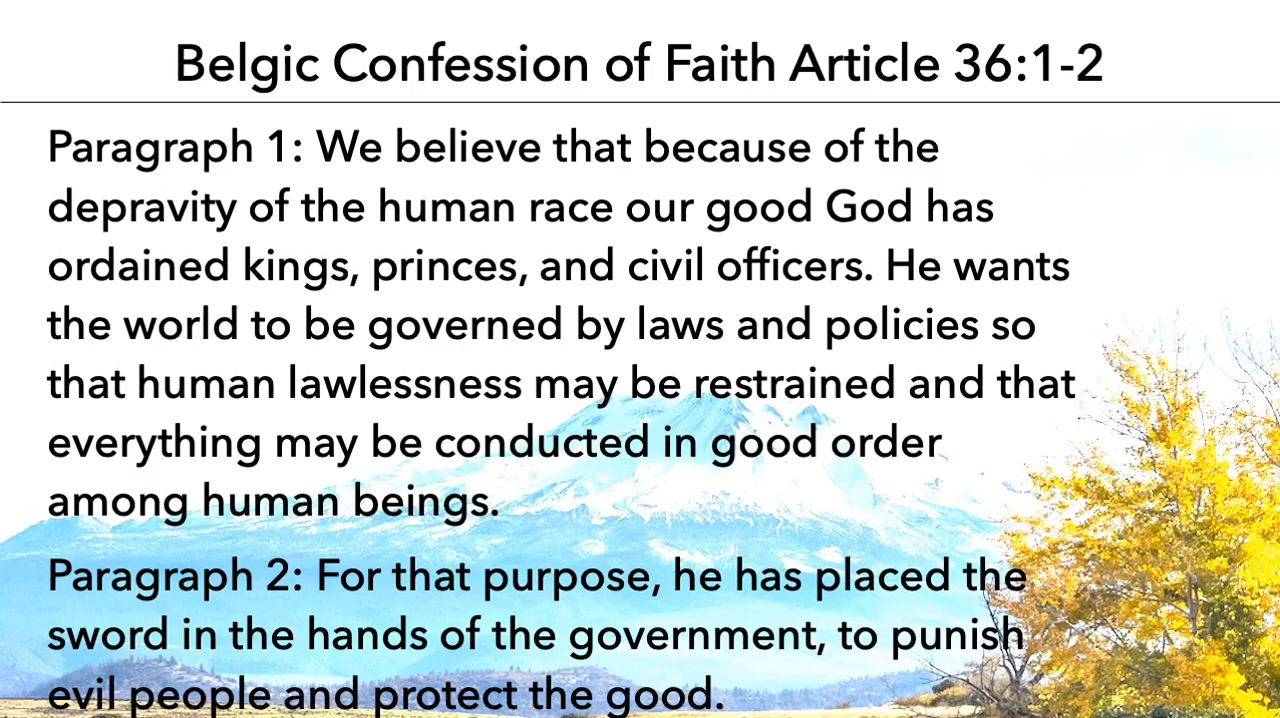 Belgic Confession of Faith Article 36:1-2
Paragraph 1: We believe that because of the
depravity of the human race our good God has
ordained kings, princes, and civil officers. He wants
the world to be governed by laws and policies so
that human lawlessness may be restrained and that
everything may be conducted in good order
among human beings.
Paragraph 2: For that purpose, he has placed the
sword in the hands of the government, to punish
evil people and protect the good.